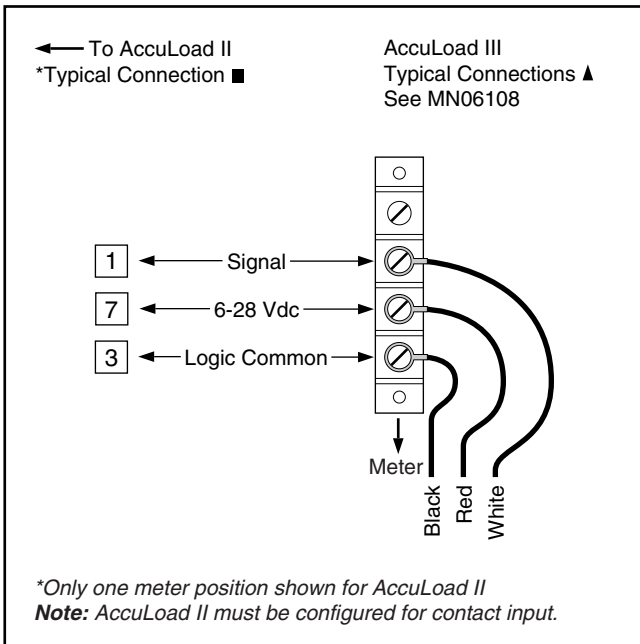 To AccuLoad II
*Typical Connection ■
AccuLoad III
Typical Connections ▲
See MN06108
1 Signal
7 6-28 Vdc
3 Logic Common
Meter
Black
Red
White
*Only one meter position shown for AccuLoad II
Note: AccuLoad II must be configured for contact input.